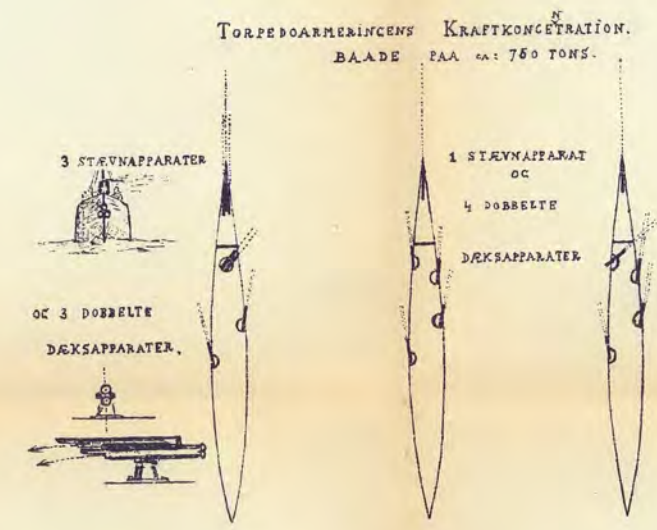 TORPEDOARMERINGENS KRAFTKONCENTRATION.
BAADE PAA CA: 750 TONS.
3 STÆVNAPPARATER
OG 3 DOBBELTE
DÆKSAPPARATER.
1 STÆVNAPPARAT
OG
4 DOBBELTE
DÆKSAPPARATER